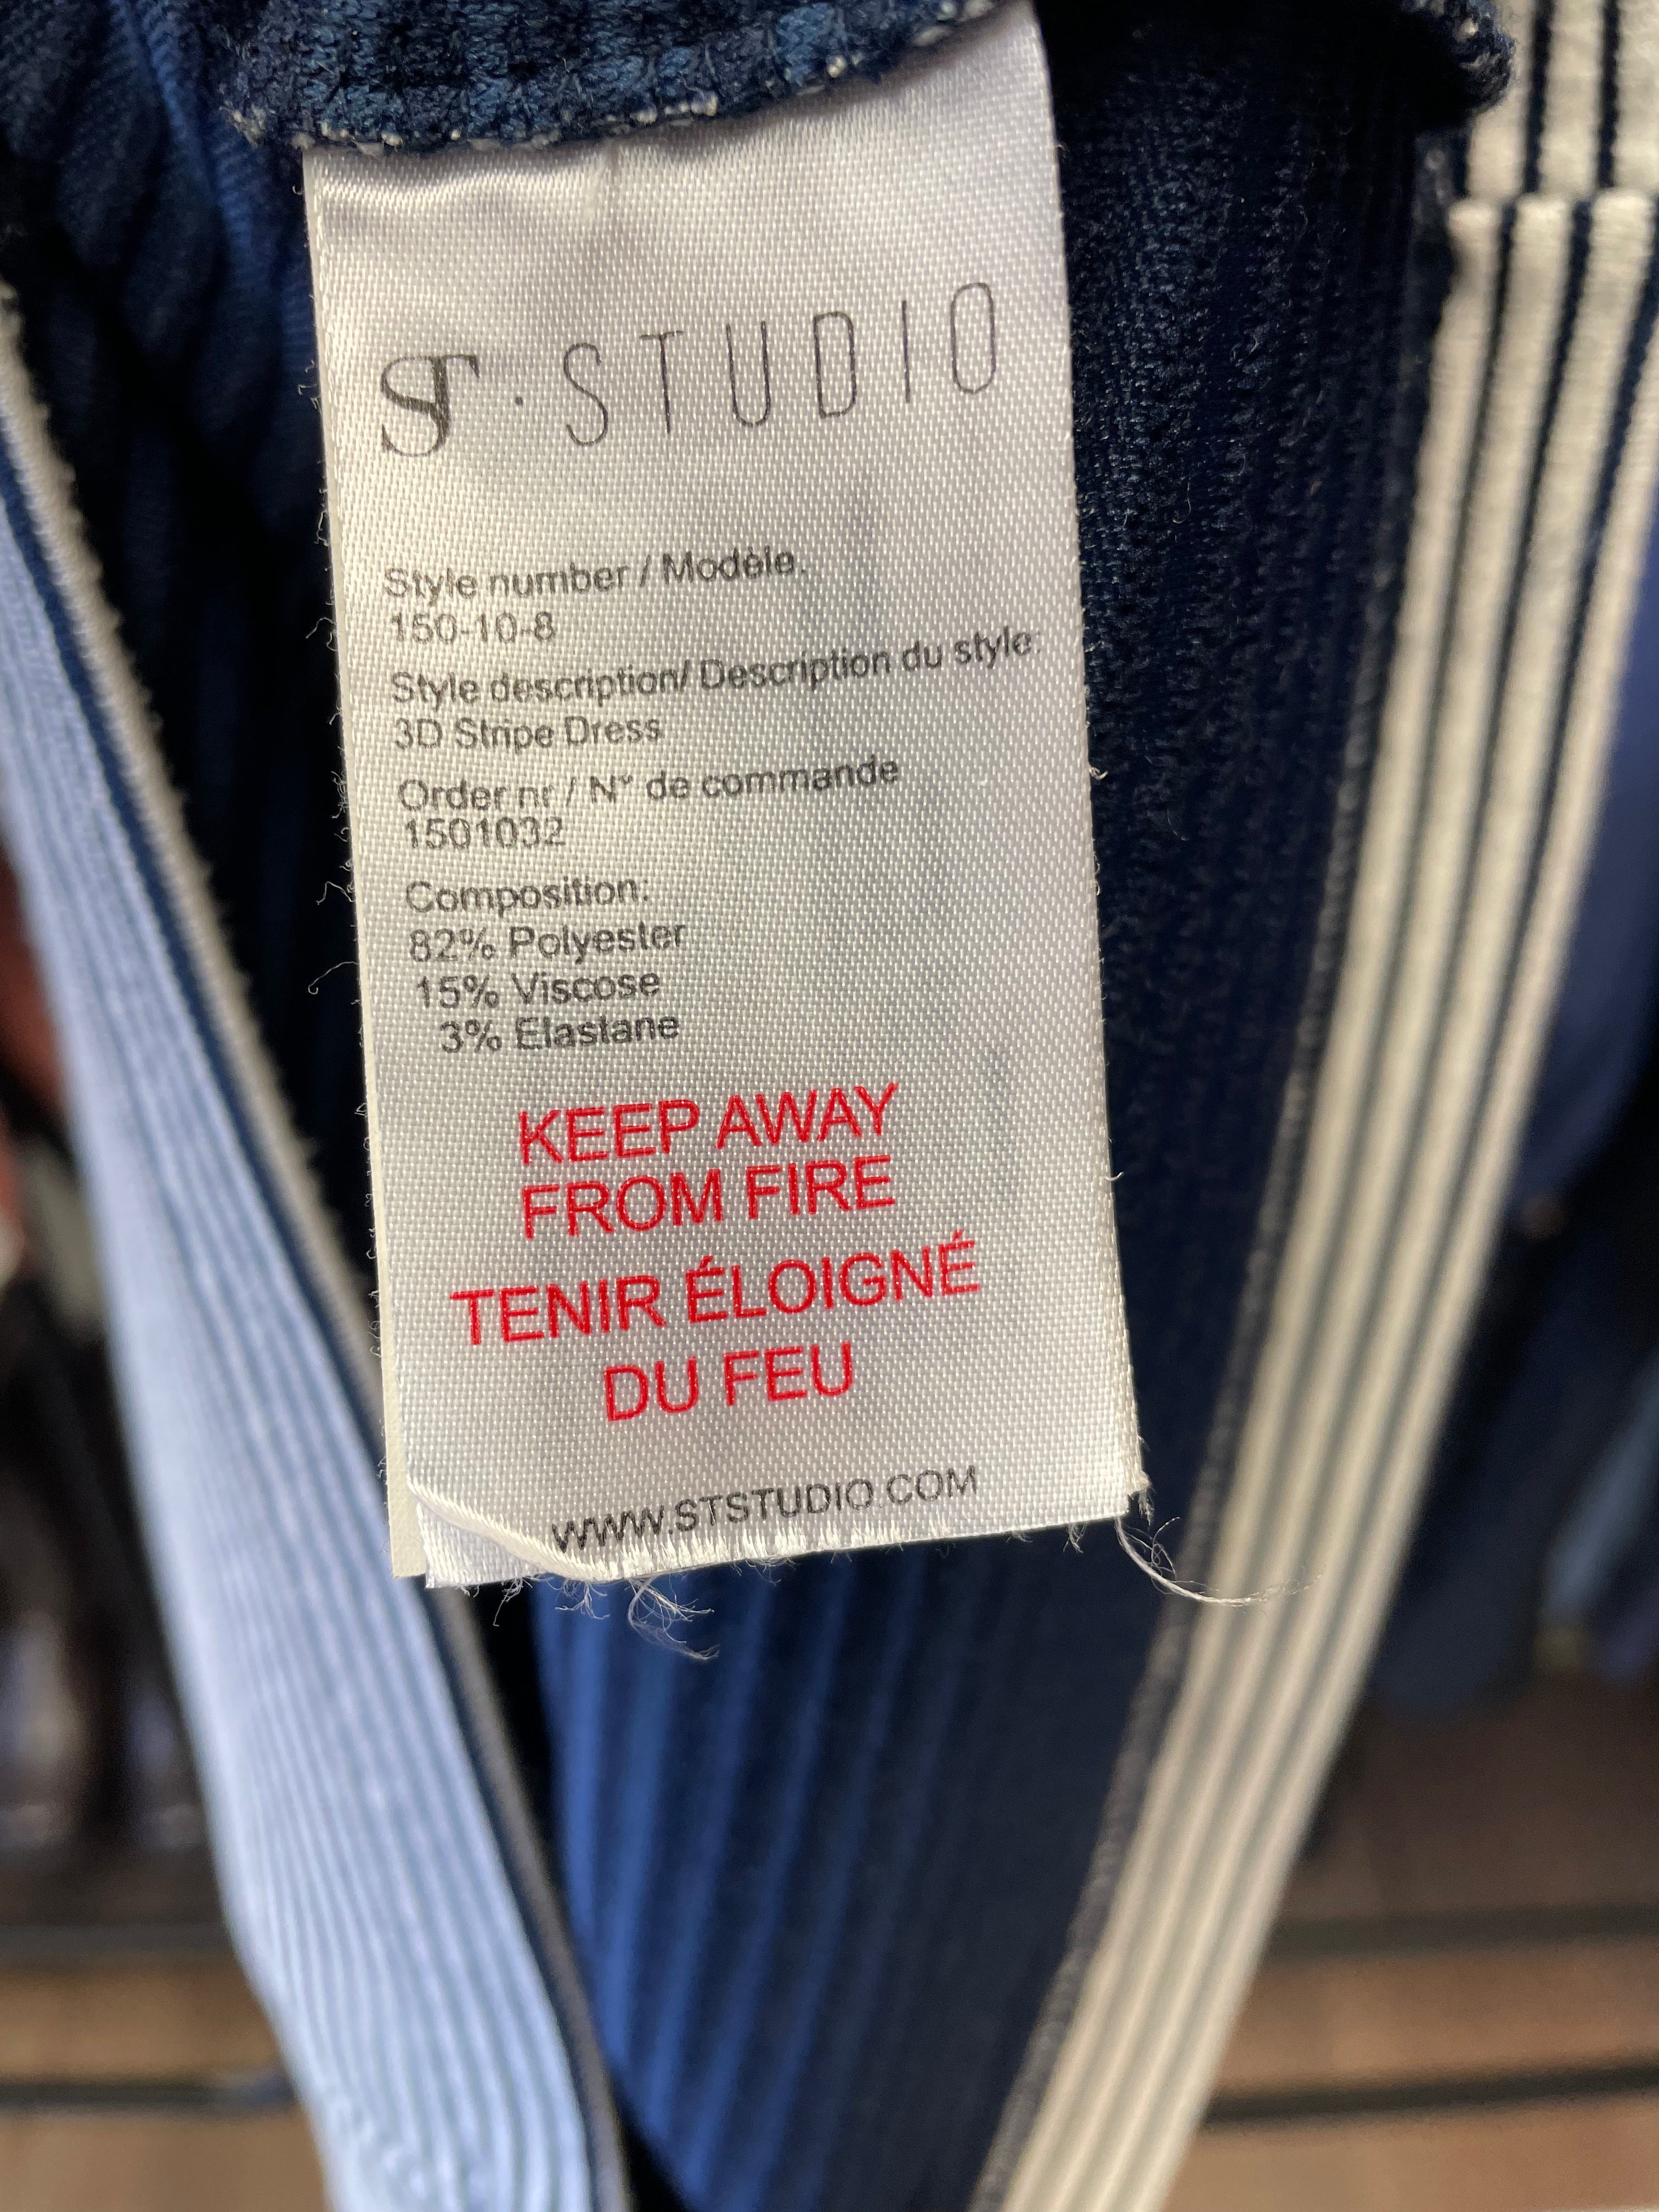 ST · STUDIO
Style number / Modèle.
150-10-8
Style description/ Description du style:
3D Stripe Dress
Order nr / N° de commande
1501032
Composition:
82% Polyester
15% Viscose
3% Elastane
KEEP AWAY
FROM FIRE
TENIR ÉLOIGNÉ
DU FEU
WWW.STSTUDIO.COM